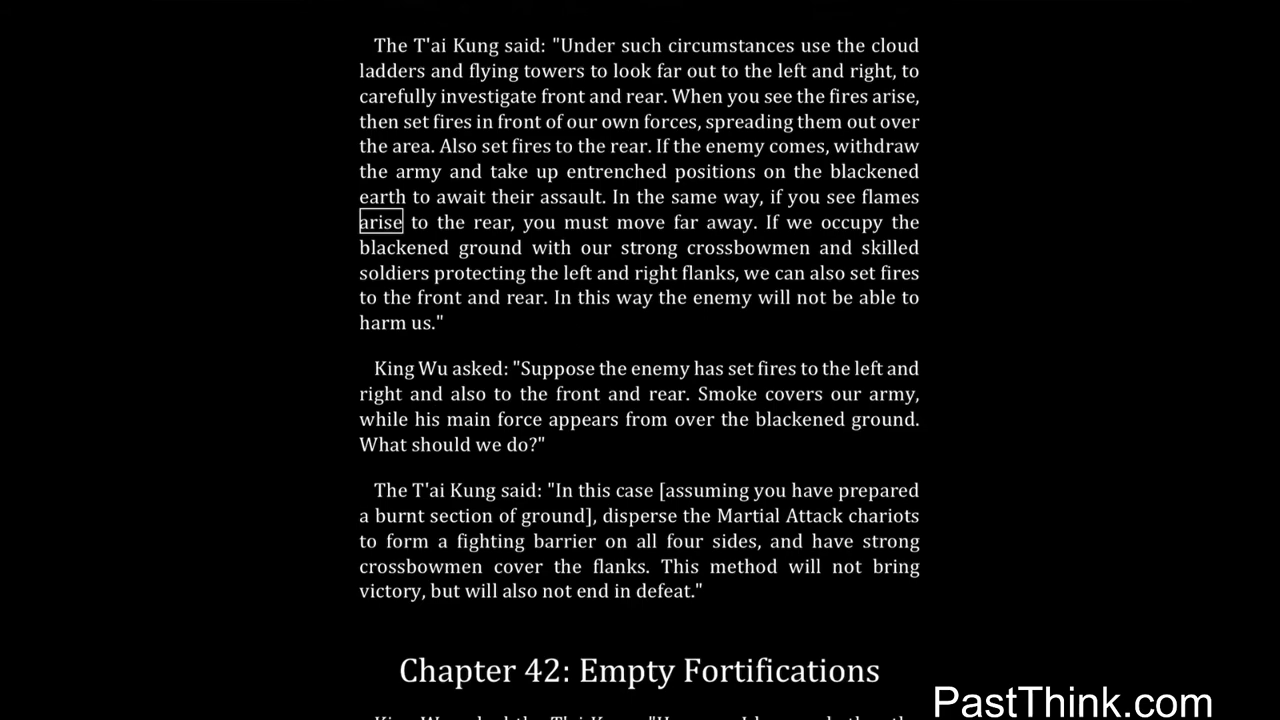 The T'ai Kung said: "Under such circumstances use the cloud
ladders and flying towers to look far out to the left and right, to
carefully investigate front and rear. When you see the fires arise,
then set fires in front of our own forces, spreading them out over
the area. Also set fires to the rear. If the enemy comes, withdraw
the army and take up entrenched positions on the blackened
earth to await their assault. In the same way, if you see flames
arise to the rear, you must move far away. If we occupy the
blackened ground with our strong crossbowmen and skilled
soldiers protecting the left and right flanks, we can also set fires
to the front and rear. In this way the enemy will not be able to
harm us."
King Wu asked: "Suppose the enemy has set fires to the left and
right and also to the front and rear. Smoke covers our army,
while his main force appears from over the blackened ground.
What should we do?"
The T'ai Kung said: "In this case [assuming you have prepared
a burnt section of ground], disperse the Martial Attack chariots
to form a fighting barrier on all four sides, and have strong
crossbowmen cover the flanks. This method will not bring
victory, but will also not end in defeat."
Chapter 42: Empty Fortifications
PastThink.com